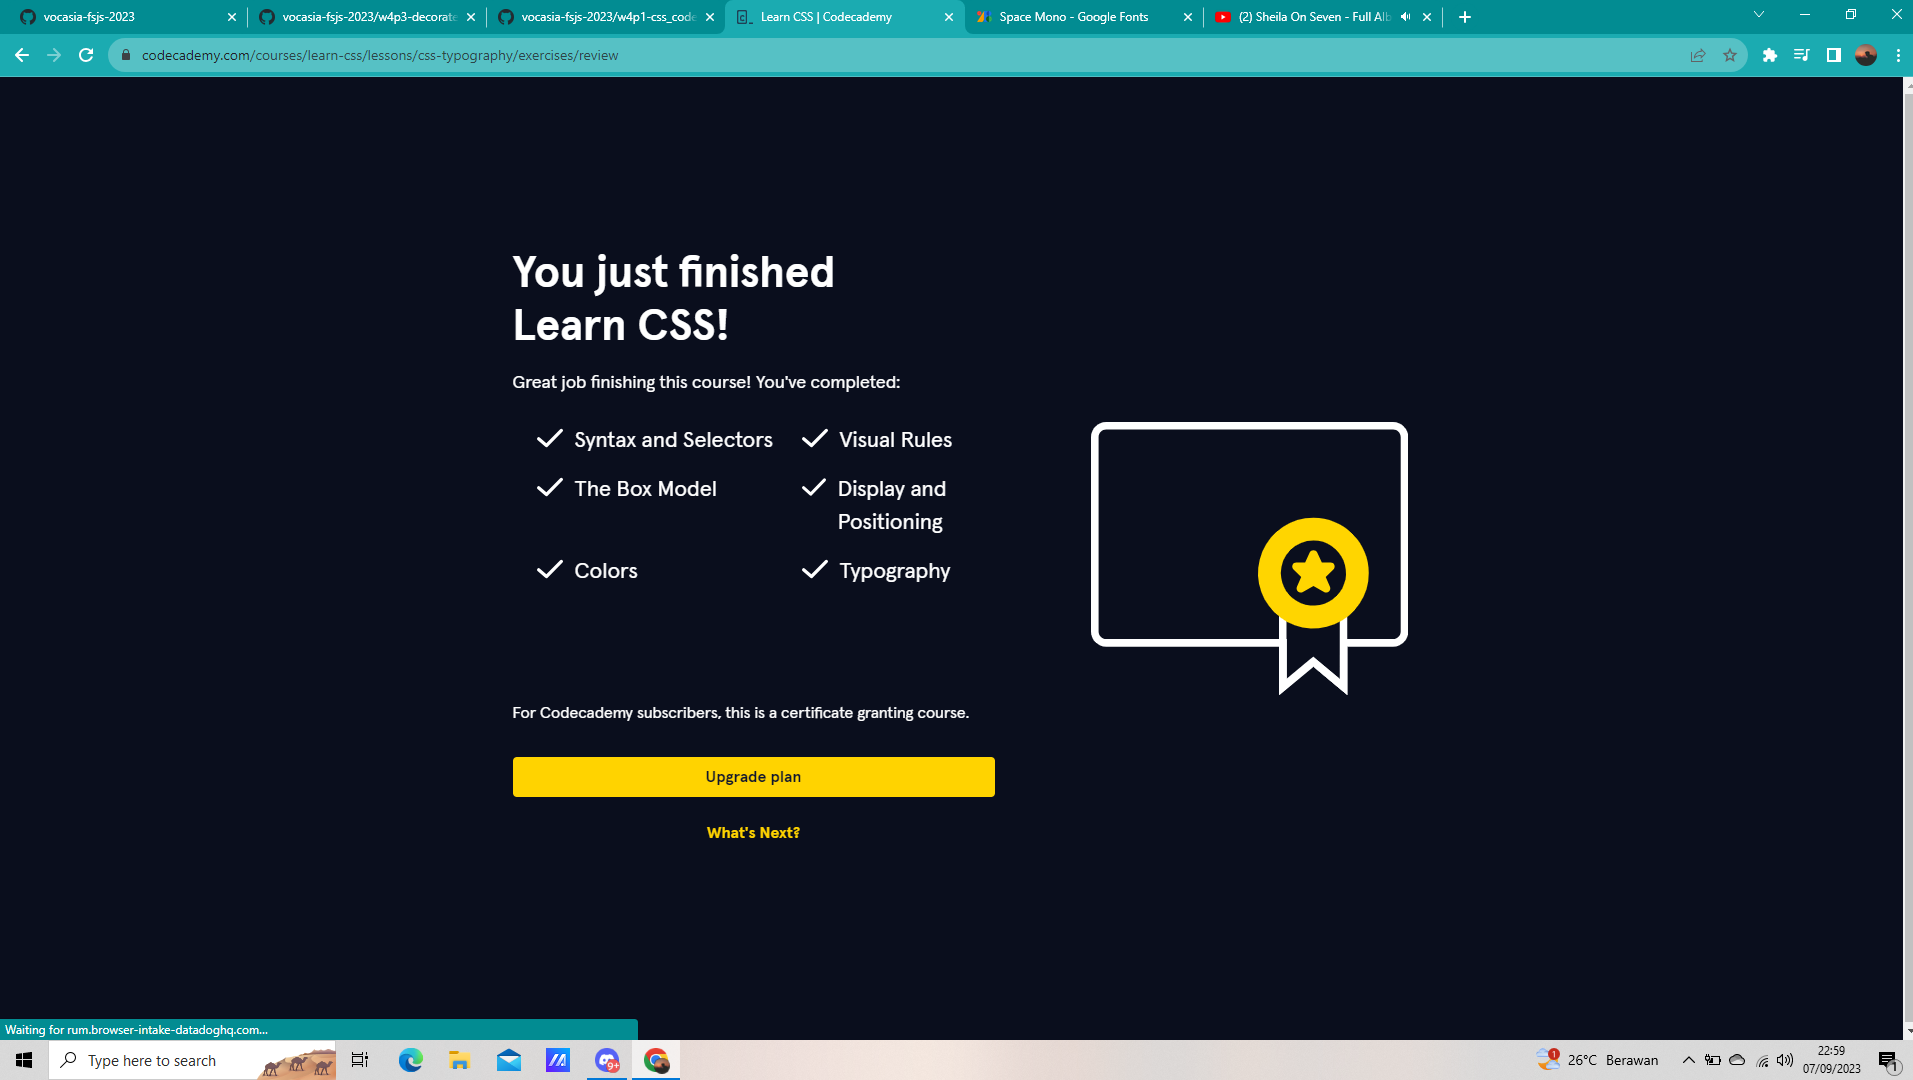 vocasia-fsjs-2023
vocasia-fsjs-2023/w4p3-decorate
vocasia-fsjs-2023/w4p1-css_code
Learn CSS | Codecademy
Space Mono - Google Fonts
(2) Sheila On Seven - Full Alb
codecademy.com/courses/learn-css/lessons/css-typography/exercises/review
You just finished
Learn CSS!
Great job finishing this course! You've completed:
Syntax and Selectors
Visual Rules
The Box Model
Display and
Positioning
Colors
Typography
For Codecademy subscribers, this is a certificate granting course.
Upgrade plan
What's Next?
Waiting for rum.browser-intake-datadoghq.com...
Type here to search
9+
1
26°C Berawan
22:59
07/09/2023
1